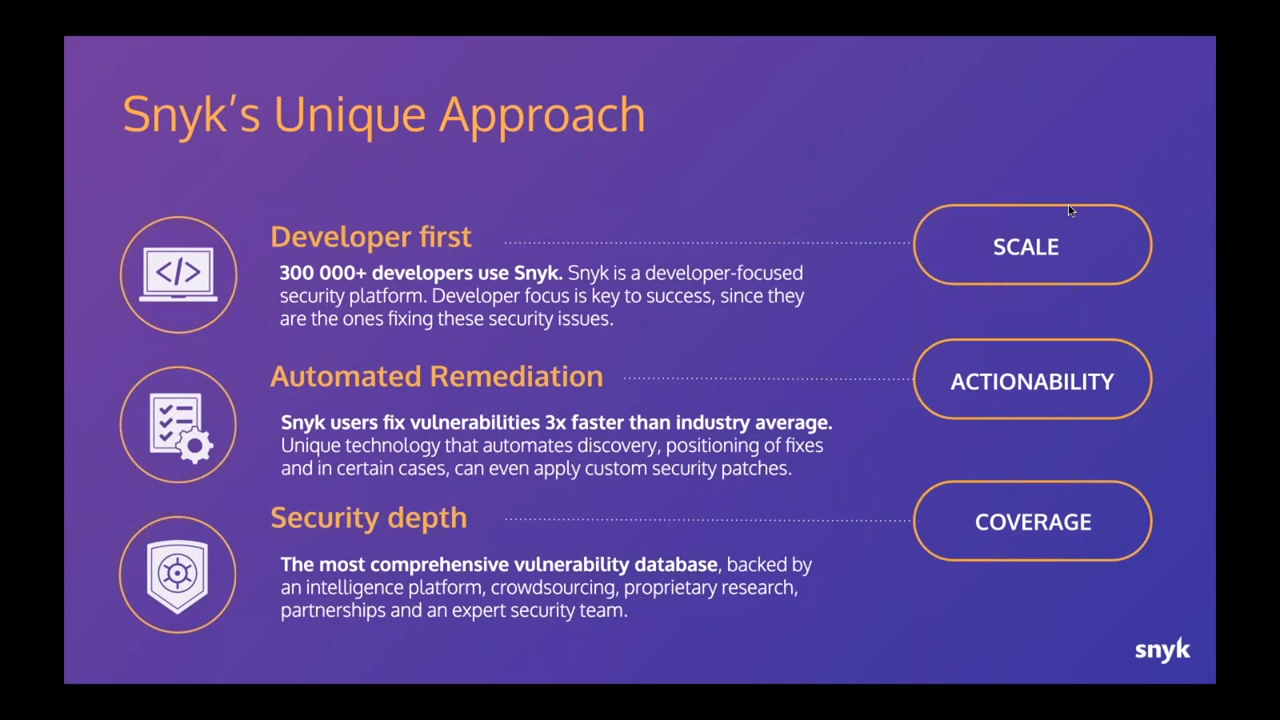 Snyk's Unique Approach
Developer first
SCALE
300 000+ developers use Snyk. Snyk is a developer-focused
security platform. Developer focus is key to success, since they
are the ones fixing these security issues.
Automated Remediation
ACTIONABILITY
Snyk users fix vulnerabilities 3x faster than industry average.
Unique technology that automates discovery, positioning of fixes
and in certain cases, can even apply custom security patches.
Security depth
COVERAGE
The most comprehensive vulnerability database, backed by
an intelligence platform, crowdsourcing, proprietary research,
partnerships and an expert security team.
snyk